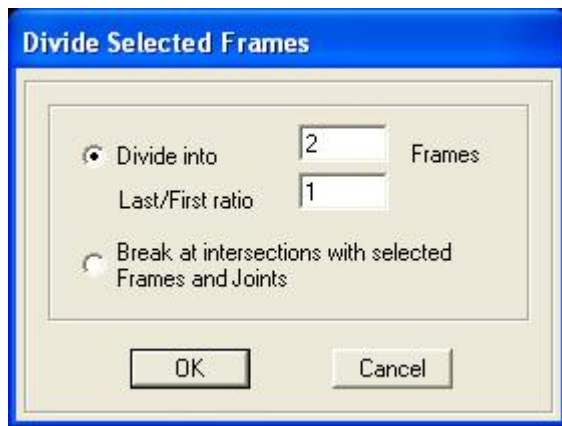 Divide Selected Frames
Divide into 2 Frames
Last/First ratio 1
Break at intersections with selected
Frames and Joints
OK Cancel